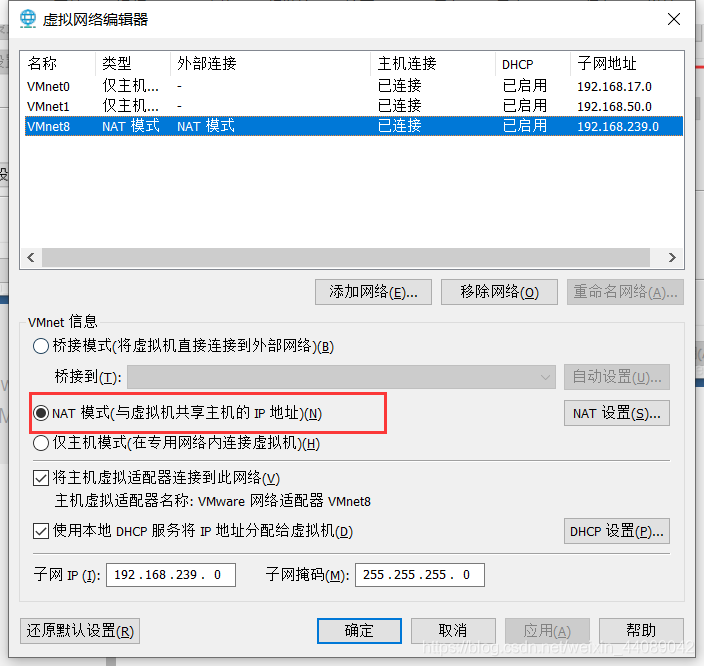 虚拟网络编辑器
名称 类型 外部连接 主机连接 DHCP 子网地址
VMnet0 仅主机... - 已连接 已启用 192.168.17.0
VMnet1 仅主机... - 已连接 已启用 192.168.50.0
VMnet8 NAT 模式 NAT 模式 已连接 已启用 192.168.239.0
添加网络(E)... 移除网络(O) 重命名网络(A)...
VMnet 信息
桥接模式(将虚拟机直接连接到外部网络)(B)
桥接到(T): 自动设置(U)...
NAT 模式(与虚拟机共享主机的 IP 地址)(N) NAT 设置(S)...
仅主机模式(在专用网络内连接虚拟机)(H)
将主机虚拟适配器连接到此网络(V)
主机虚拟适配器名称: VMware 网络适配器 VMnet8
使用本地 DHCP 服务将 IP 地址分配给虚拟机(D) DHCP 设置(P)...
子网 IP (I): 192.168.239. 0 子网掩码(M): 255.255.255. 0
还原默认设置(R) 确定 取消 应用(A) 帮助
https://blog.csdn.net/weixin_44089042